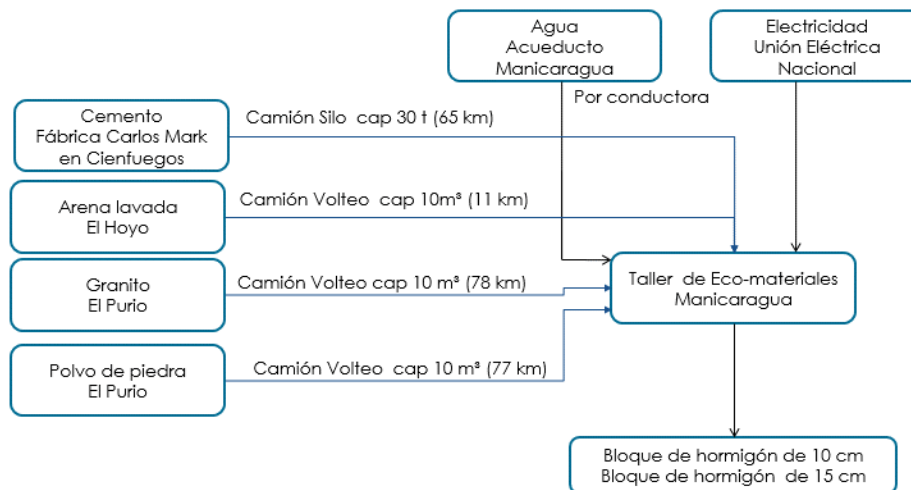 Agua
Acueducto
Manicaragua
Electricidad
Unión Eléctrica
Nacional
Por conductora
Cemento
Fábrica Carlos Mark
en Cienfuegos
Camión Silo cap 30 t (65 km)
Arena lavada
El Hoyo
Camión Volteo cap 10m³ (11 km)
Granito
El Purio
Camión Volteo cap 10 m³ (78 km)
Taller de Eco-materiales
Manicaragua
Polvo de piedra
El Purio
Camión Volteo cap 10 m³ (77 km)
Bloque de hormigón de 10 cm
Bloque de hormigón de 15 cm